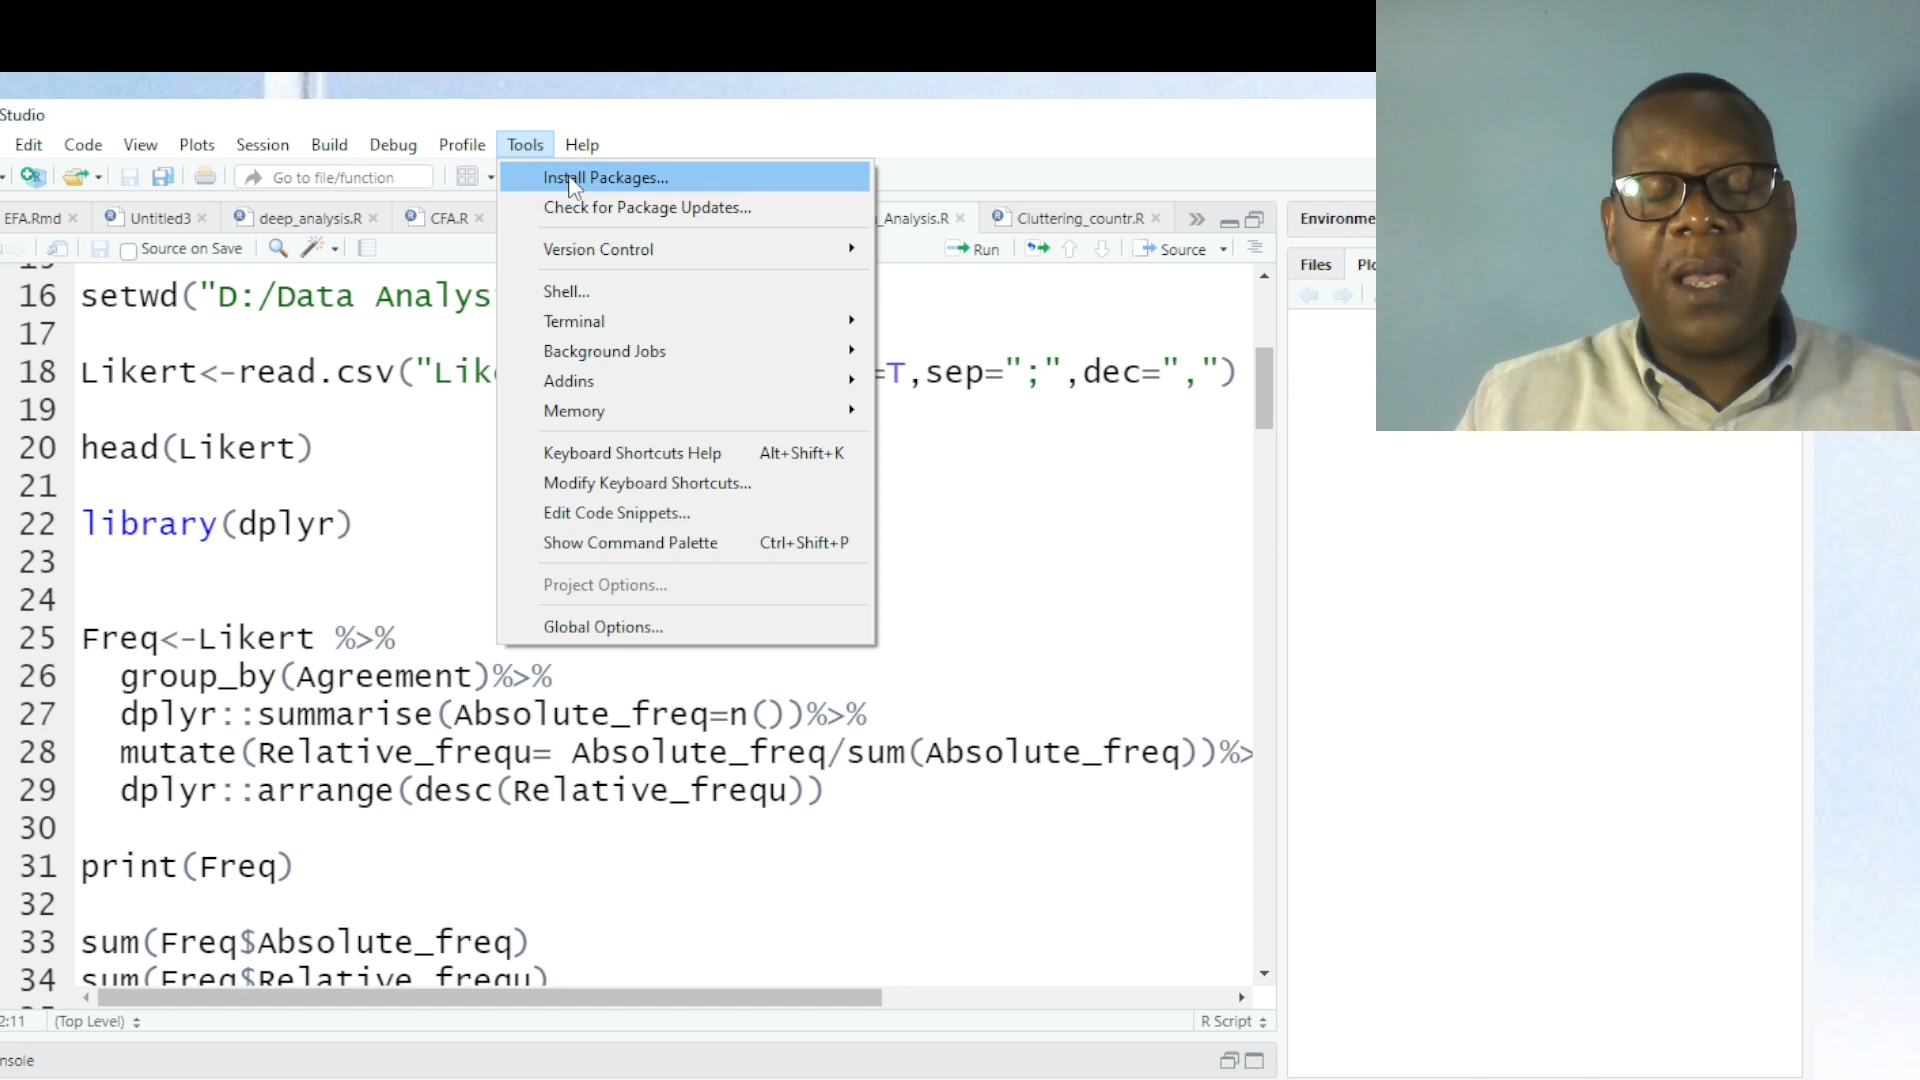 Studio
Edit Code View Plots Session Build Debug Profile Tools Help
Go to file/function
EFA.Rmd Untitled3 deep_analysis.R CFA.R _Analysis.R Cluttering_countr.R
Source on Save Run Source
Install Packages...
Check for Package Updates...
Version Control
Shell...
Terminal
Background Jobs
Addins
Memory
Keyboard Shortcuts Help Alt+Shift+K
Modify Keyboard Shortcuts...
Edit Code Snippets...
Show Command Palette Ctrl+Shift+P
Project Options...
Global Options...
Environme
Files Plo
16 setwd("D:/Data Analys
17
18 Likert<-read.csv("Lik =T,sep=";",dec=",")
19
20 head(Likert)
21
22 library(dplyr)
23
24
25 Freq<-Likert %>%
26 group_by(Agreement)%>%
27 dplyr::summarise(Absolute_freq=n())%>%
28 mutate(Relative_frequ= Absolute_freq/sum(Absolute_freq))%>
29 dplyr::arrange(desc(Relative_frequ))
30
31 print(Freq)
32
33 sum(Freq$Absolute_freq)
34 sum(Freq$Relative_frequ)
2:11 (Top Level) R Script
nsole